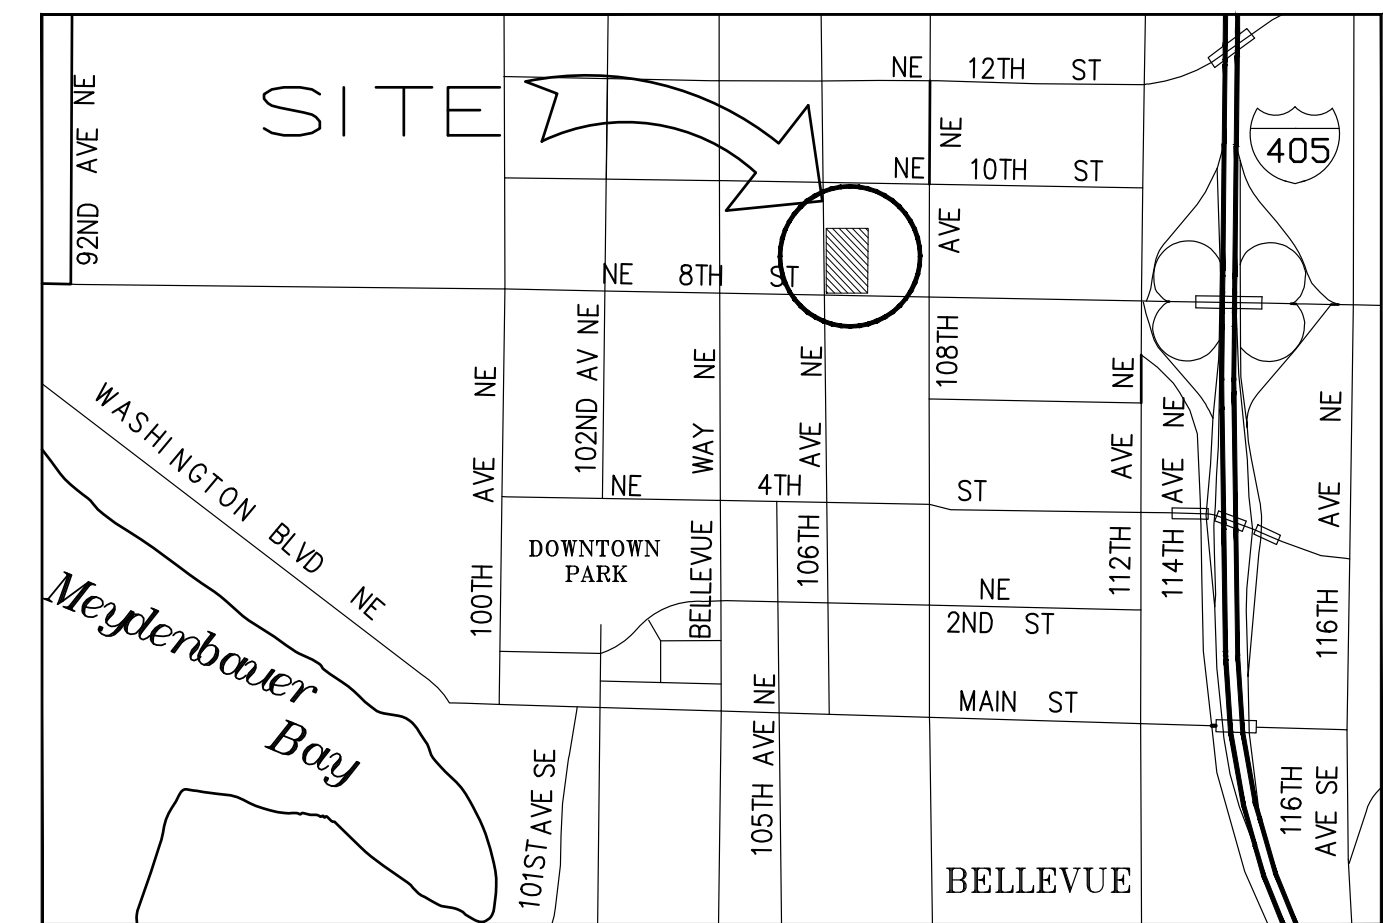 NE 12TH ST
SITE
92ND AVE NE
405
NE 10TH ST
108TH AVE NE
NE 8TH ST
102ND AV NE
100TH AVE NE
BELLEVUE WAY NE
106TH AVE NE
112TH AVE NE
114TH AVE NE
116TH AVE NE
WASHINGTON BLVD NE
NE 4TH ST
DOWNTOWN
PARK
NE
2ND ST
Meydenbauer
Bay
MAIN ST
105TH AVE NE
101ST AVE SE
116TH
AVE SE
BELLEVUE